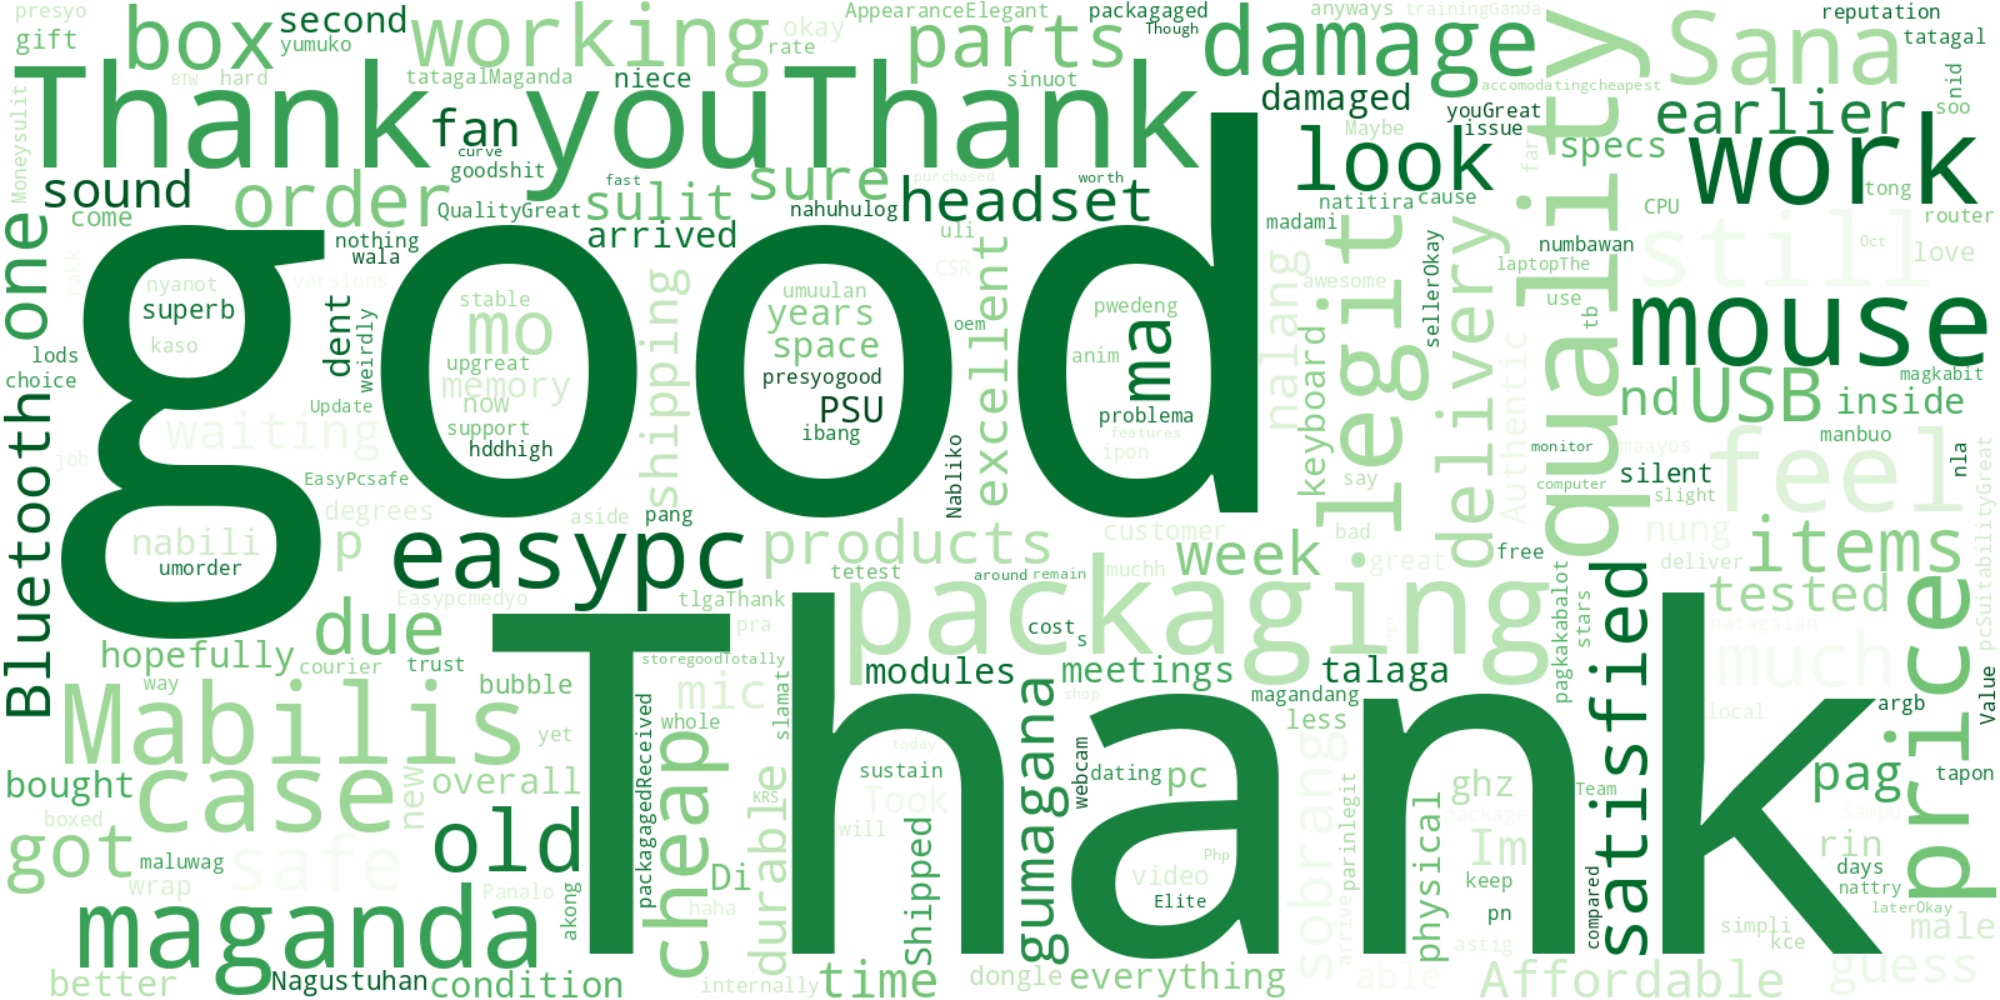 presyo
box
second
working
okay
AppearanceElegant
packagaged
parts
Though
damage
anyways
trainingGanda
quality
Sana
reputation
gift
yumuko
rate
tatagal
BTW
hard
tatagalMaganda
niece
sinuot
damaged
accomodatingcheapest
nid
soo
Moneysulit
Thank youThank
fan
curve
goodshit
fast
purchased
worth
youGreat
issue
Maybe
look
far
specs
earlier
work
sound
come
order
QualityGreat
sulit
sure
nahuhulog
headset
natitira
cause
CPU
tong
router
one
nothing
wala
arrived
uli
madami
numbawan
still
Oct
love
good
rakk
nyanot
superb
kaso
versions
dent
weirdly
stable
mo
upgreat
memory
now
support
hddhigh
shipping
umuulan
years
space
presyogood
PSU
ibang
CSR
oem
excellent
pwedeng
anim
ma
problema
features
ipon
nalang
awesome
keyboard
legit
sellerOkay
delivery
laptopThe
use
tb
Authentic
mouse
lods
choice
Update
magkabit
nd
USB
inside
Bluetooth
waiting
job
EasyPcsafe
degrees
aside
pang
Nabliko
say
monitor
maayos
manbuo
computer
silent
slight
feel
nla
pcSuitabilityGreat
nabili
umorder
p
easypc
products
tetest
customer
muchh
week
bad
great
free
nung
deliver
items
due
Easypcmedyo
tlgaThank
pra
around
remain
packaging
cost
s
nga
pagkakabalot
stars
satisfied
tested
natagalan
price
hopefully
courier
trust
storegoodTotally
modules
meetings
talaga
much
Thank
Mabilis
way
bubble
yet
mic
whole
slamat
shop
magandang
less
local
argb
Value
bought
case
new
overall
packagagedReceived
cheap
durable
KRS
today
sustain
gumagana
webcam
dating
pc
sobrang
arriveparinlegit
physical
ghz
Team
package
pag
tapon
boxed
got
maluwag
wrap
safe
old
Panalo
haha
will
Took
Shipped
Php
video
Elite
Im
keep
pn
compared
Sampu
rin
days
nattry
laterOkay
maganda
akong
astig
simpli
kce
male
better
Nagustuhan
condition
internally
time
dongle
everything
able
Affordable
guess